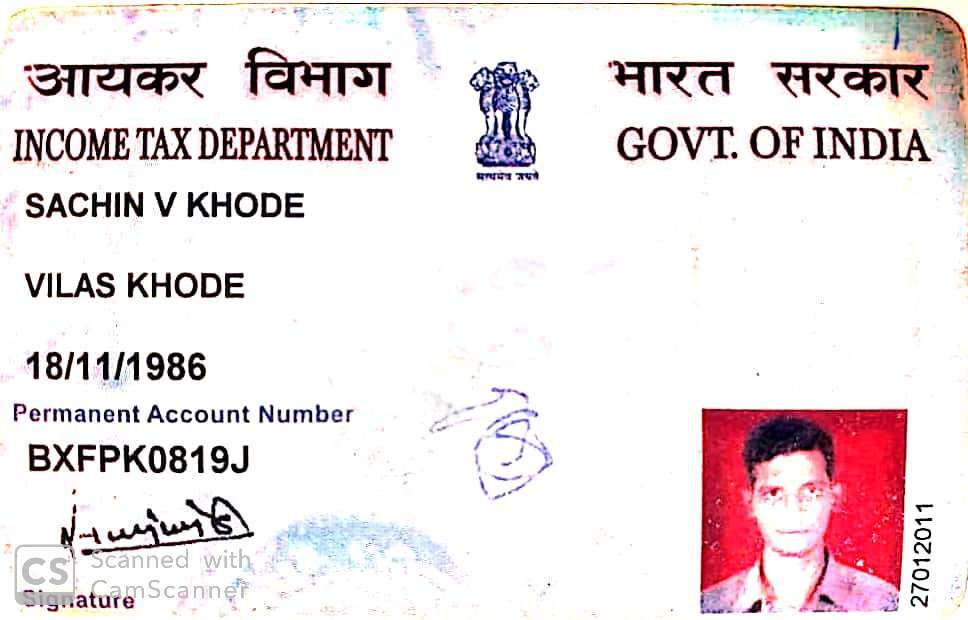 आयकर विभाग
INCOME TAX DEPARTMENT
भारत सरकार
GOVT. OF INDIA
सत्यमेव जयते
SACHIN V KHODE
VILAS KHODE
18/11/1986
Permanent Account Number
BXFPK0819J
CS Scanned with
CamScanner
Signature
27012011